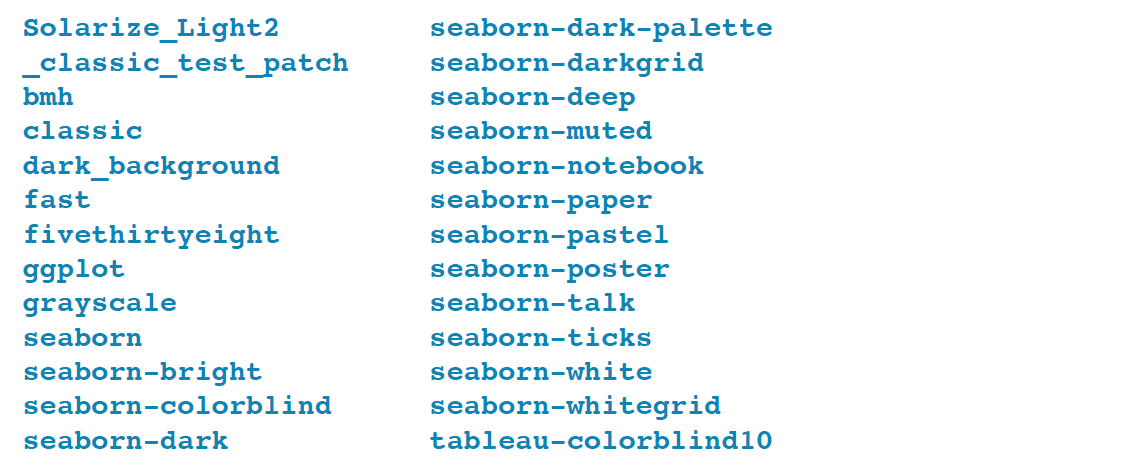 Solarize_Light2
_classic_test_patch
bmh
classic
dark_background
fast
fivethirtyeight
ggplot
grayscale
seaborn
seaborn-bright
seaborn-colorblind
seaborn-dark
seaborn-dark-palette
seaborn-darkgrid
seaborn-deep
seaborn-muted
seaborn-notebook
seaborn-paper
seaborn-pastel
seaborn-poster
seaborn-talk
seaborn-ticks
seaborn-white
seaborn-whitegrid
tableau-colorblind10